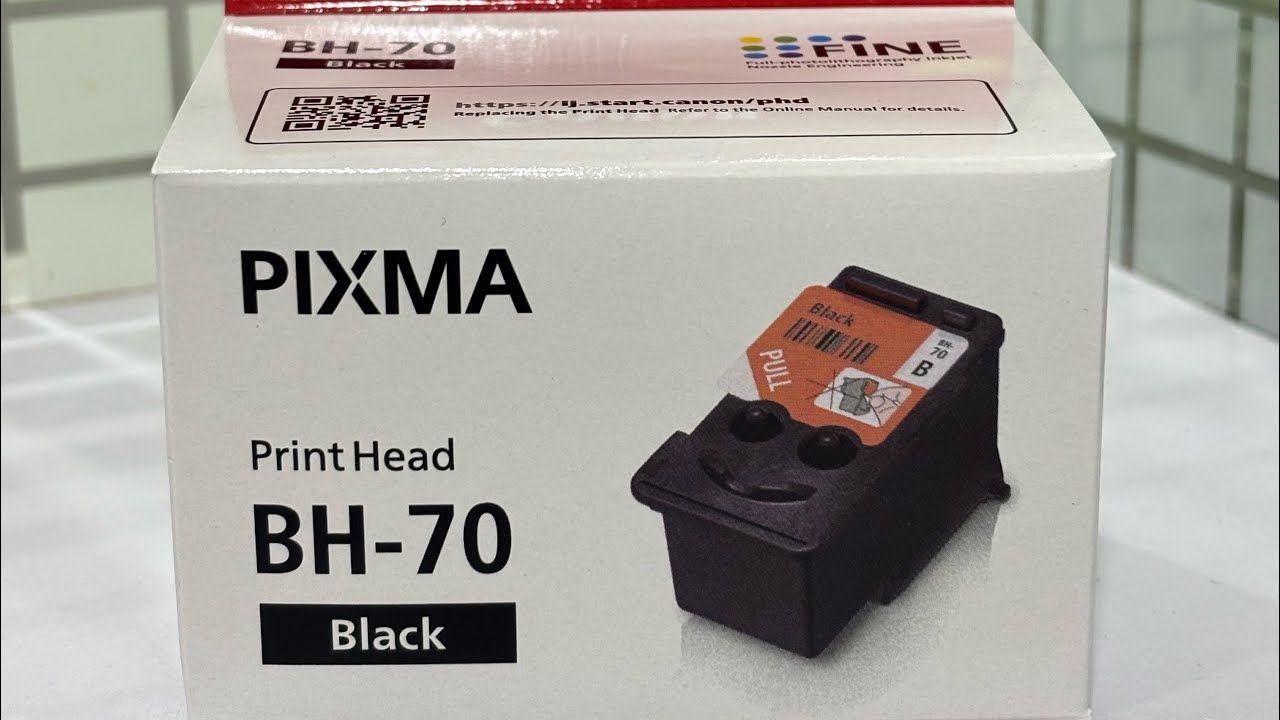 BH-70
Black
FINE
Full-photolithography Inkjet
Nozzle Engineering
https://ij.start.canon/phd
Replacing the Print Head Refer to the Online Manual for details.
PIXMA
Print Head
BH-70
Black
Black
BH-
70
B
PULL